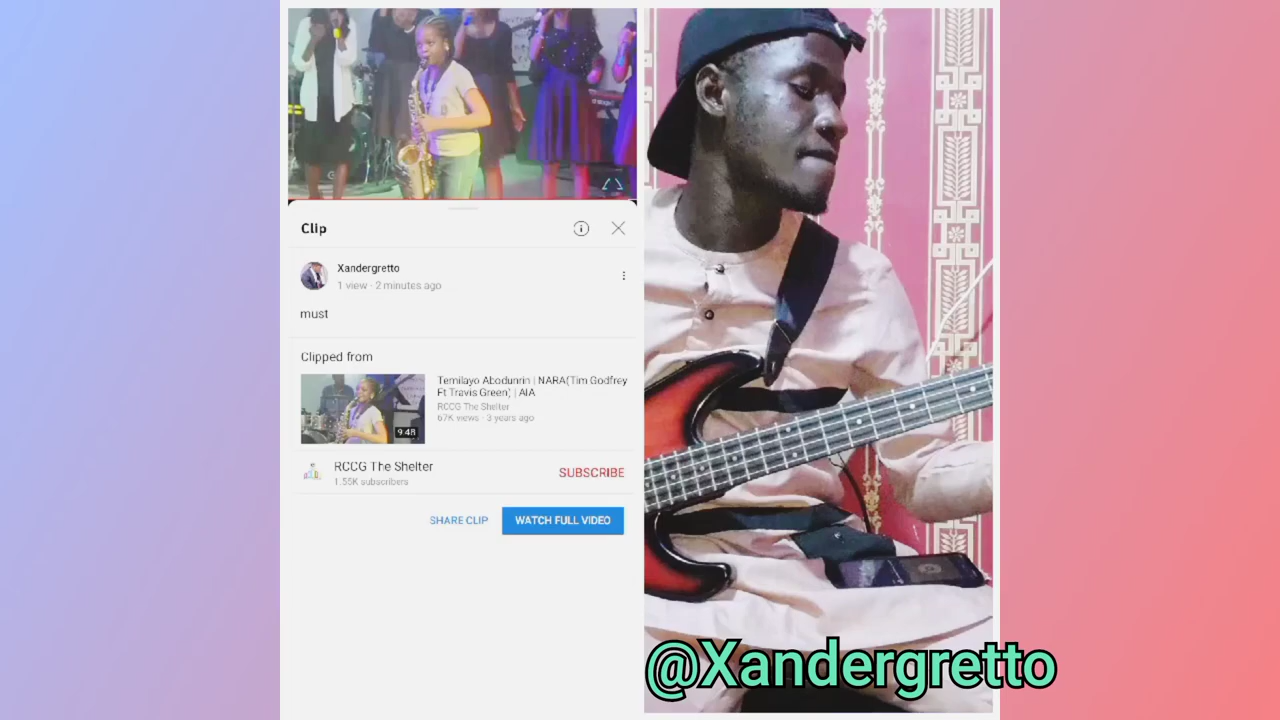 Clip
Xandergretto
1 view · 2 minutes ago
must
Clipped from
Temilayo Abodunrin | NARA(Tim Godfrey
Ft Travis Green) | AIA
RCCG The Shelter
67K views · 3 years ago
9:48
RCCG The Shelter
1.55K subscribers
SUBSCRIBE
SHARE CLIP
WATCH FULL VIDEO
@Xandergretto